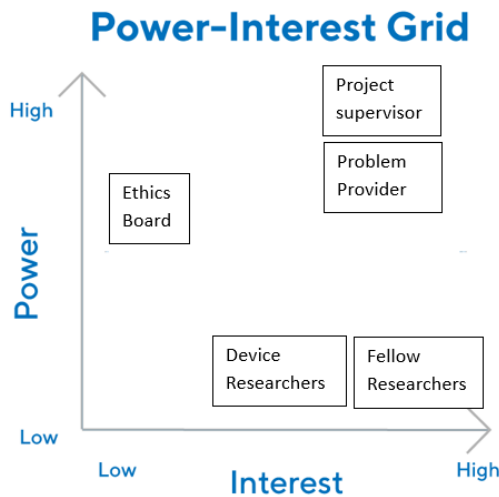 Power-Interest Grid
High
Project
supervisor
Problem
Provider
Ethics
Board
Power
Device
Researchers
Fellow
Researchers
Low
Low
High
Interest